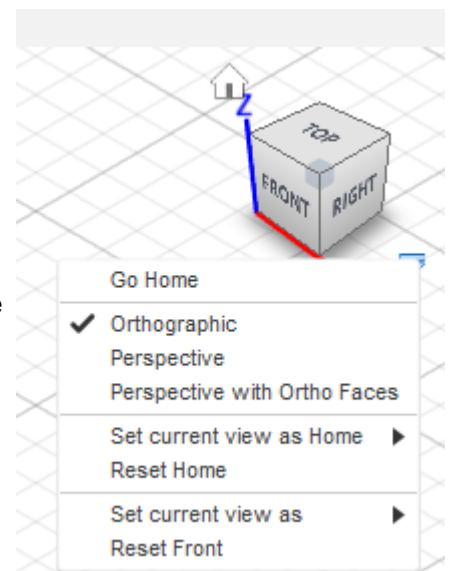 Z
TOP
FRONT
RIGHT
Go Home
Orthographic
Perspective
Perspective with Ortho Faces
Set current view as Home
Reset Home
Set current view as
Reset Front